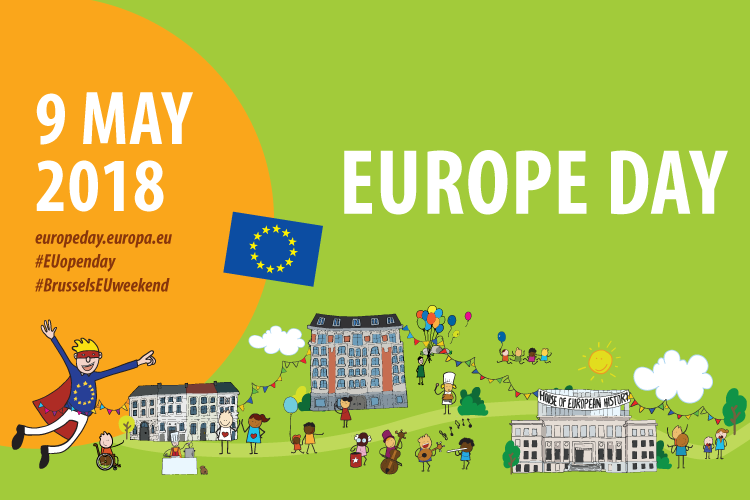 9 MAY
2018
EUROPE DAY
europeday.europa.eu
#EUopenday
#BrusselsEUweekend
HOUSE OF EUROPEAN HISTORY